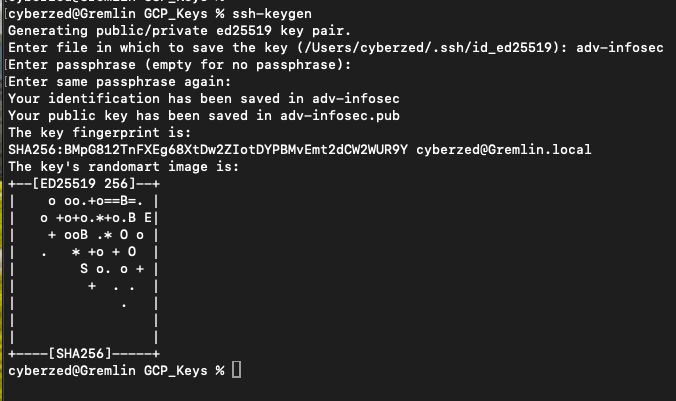 cyberzed@Gremlin GCP_Keys %
cyberzed@Gremlin GCP_Keys % ssh-keygen
Generating public/private ed25519 key pair.
Enter file in which to save the key (/Users/cyberzed/.ssh/id_ed25519): adv-infosec
Enter passphrase (empty for no passphrase):
Enter same passphrase again:
Your identification has been saved in adv-infosec
Your public key has been saved in adv-infosec.pub
The key fingerprint is:
SHA256:BMpG812TnFXEg68XtDw2ZIotDYPBMvEmt2dCW2WUR9Y cyberzed@Gremlin.local
The key's randomart image is:
+--[ED25519 256]--+
|    o oo.+o==B=. |
|   o +o+o.*+o.B E|
|    + ooB .* O o |
|   .   * +o + O  |
|        S o. o + |
|         +  . .  |
|             .   |
|                 |
|                 |
+----[SHA256]-----+
cyberzed@Gremlin GCP_Keys %